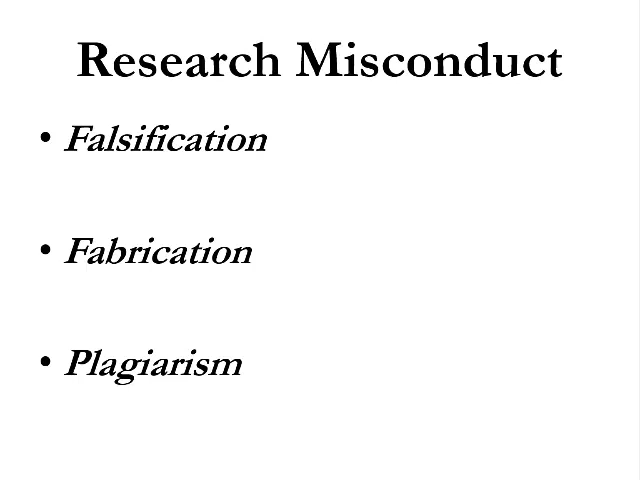 Research Misconduct
• Falsification
• Fabrication
• Plagiarism